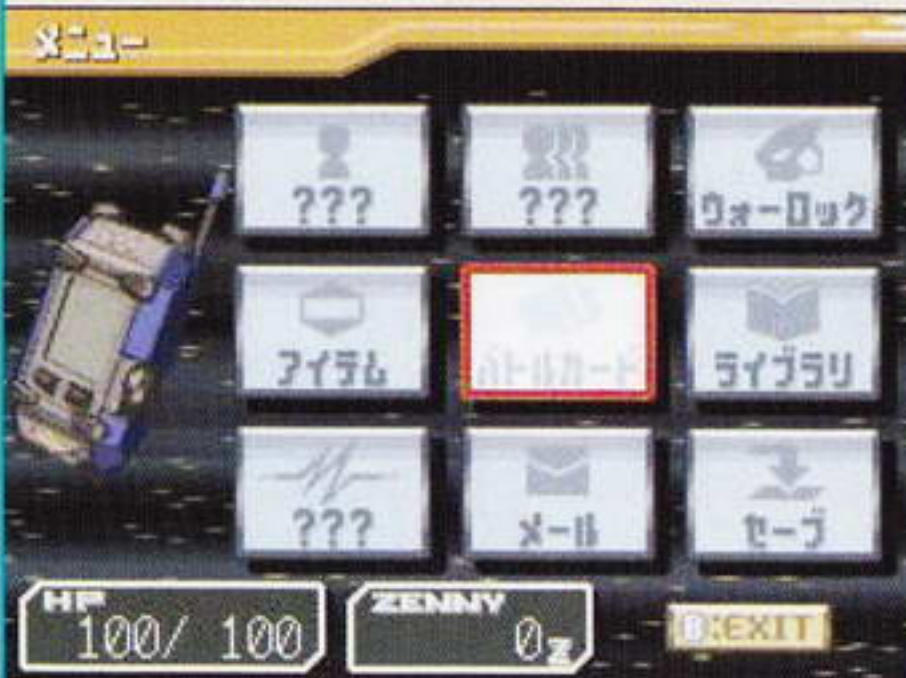 メニュー
???
???
ウォーロック
アイテム
バトルカード
ライブラリ
???
メール
セーブ
HP
100/ 100
ZENNY
0z
B:EXIT